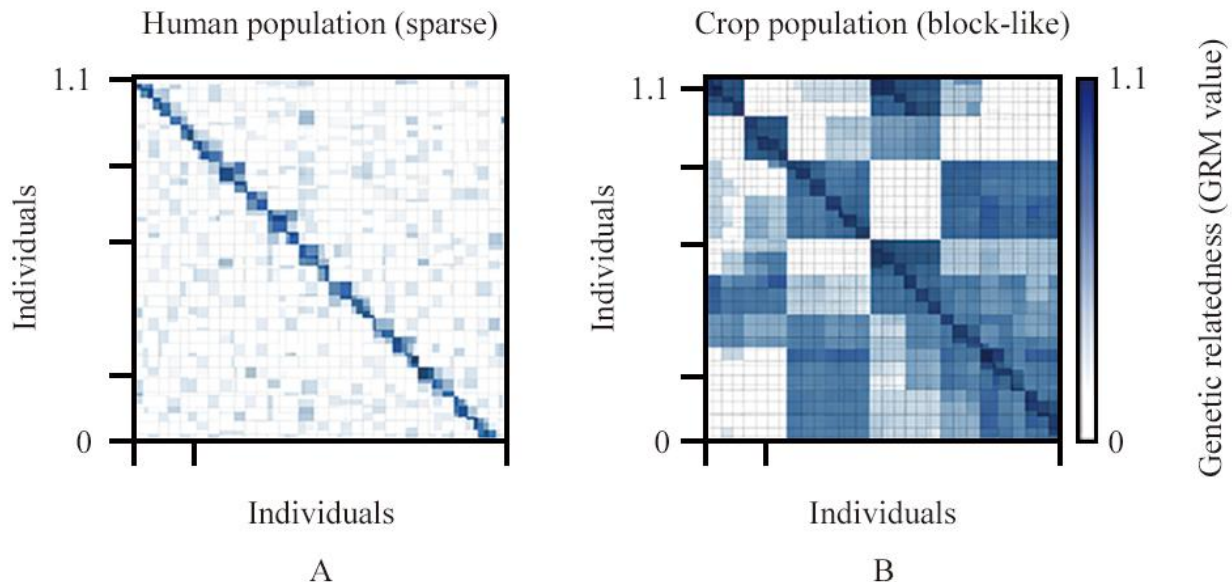 Human population (sparse)
1.1
0
Individuals
Individuals
A
Crop population (block-like)
1.1
0
Individuals
Individuals
B
1.1
0
Genetic relatedness (GRM value)